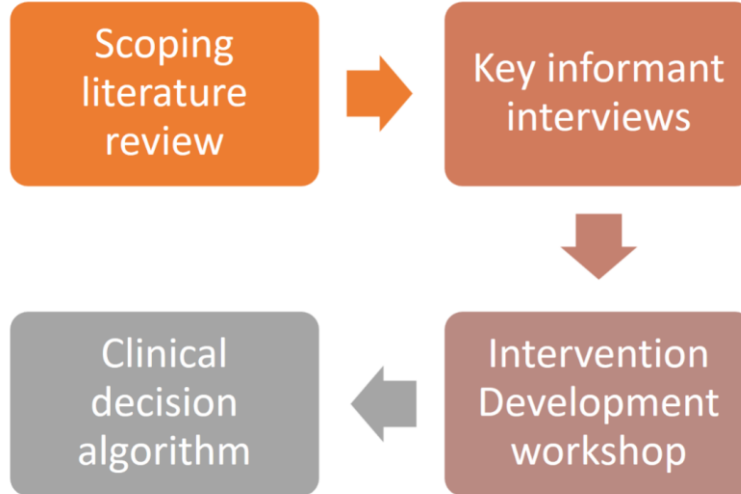 Scoping
literature
review
Key informant
interviews
Intervention
Development
workshop
Clinical
decision
algorithm